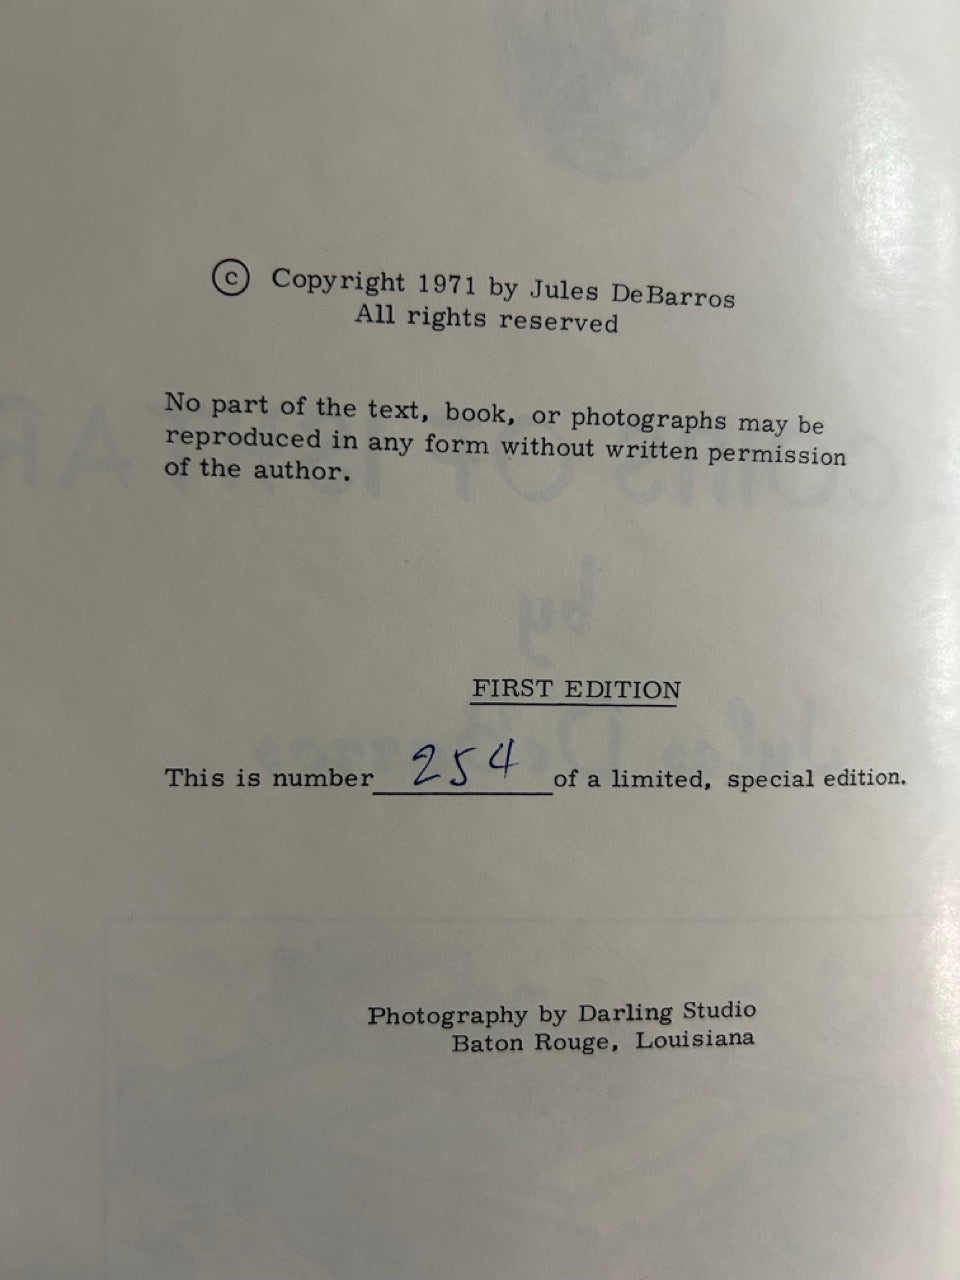 © Copyright 1971 by Jules DeBarros
All rights reserved
No part of the text, book, or photographs may be
reproduced in any form without written permission
of the author.
FIRST EDITION
This is number 254 of a limited, special edition.
Photography by Darling Studio
Baton Rouge, Louisiana